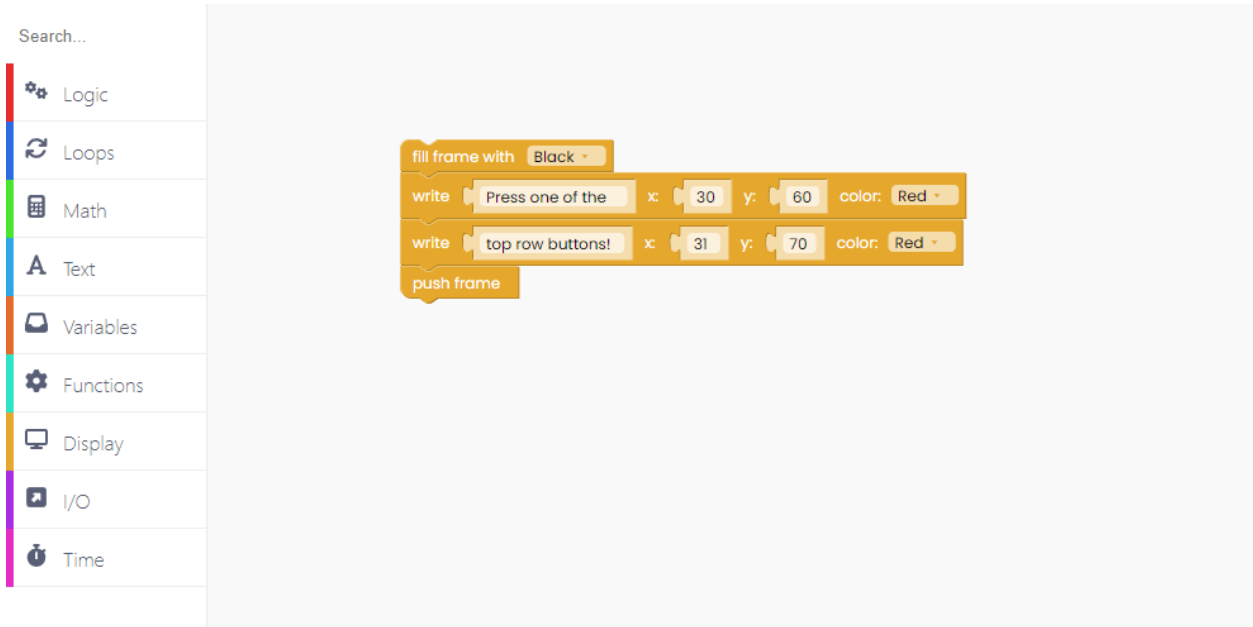 Search...
Logic
Loops
Math
Text
Variables
Functions
Display
I/O
Time
fill frame with Black
write Press one of the x: 30 y: 60 color: Red
write top row buttons! x: 31 y: 70 color: Red
push frame